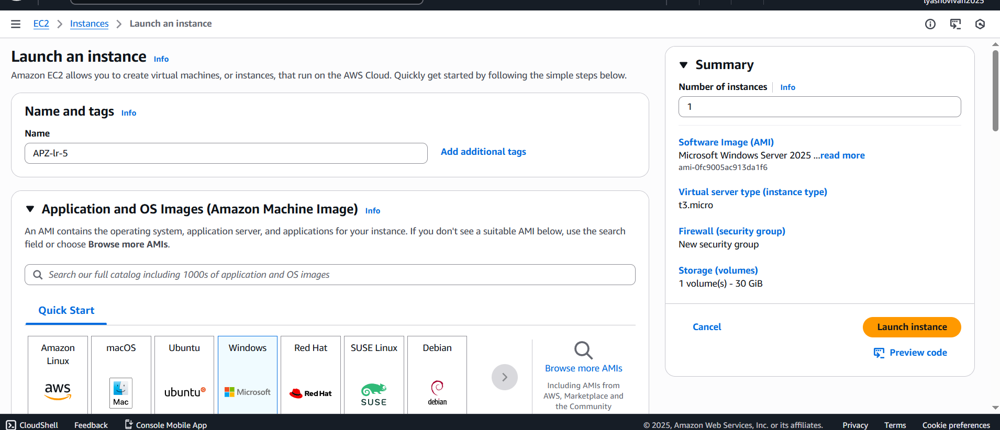 lyashovivan2025
EC2 > Instances > Launch an instance
Launch an instance Info
Amazon EC2 allows you to create virtual machines, or instances, that run on the AWS Cloud. Quickly get started by following the simple steps below.
Name and tags Info
Name
APZ-lr-5
Add additional tags
Application and OS Images (Amazon Machine Image) Info
An AMI contains the operating system, application server, and applications for your instance. If you don't see a suitable AMI below, use the search
field or choose Browse more AMIs.
Search our full catalog including 1000s of application and OS images
Quick Start
Amazon
Linux
aws
macOS
Mac
Ubuntu
ubuntu
Windows
Microsoft
Red Hat
Red Hat
SUSE Linux
SUSE
Debian
debian
Browse more AMIs
Including AMIs from
AWS, Marketplace and
the Community
Summary
Number of instances Info
1
Software Image (AMI)
Microsoft Windows Server 2025 ...read more
ami-0fc9005ac913da1f6
Virtual server type (instance type)
t3.micro
Firewall (security group)
New security group
Storage (volumes)
1 volume(s) - 30 GiB
Cancel
Launch instance
Preview code
CloudShell Feedback Console Mobile App © 2025, Amazon Web Services, Inc. or its affiliates. Privacy Terms Cookie preferences